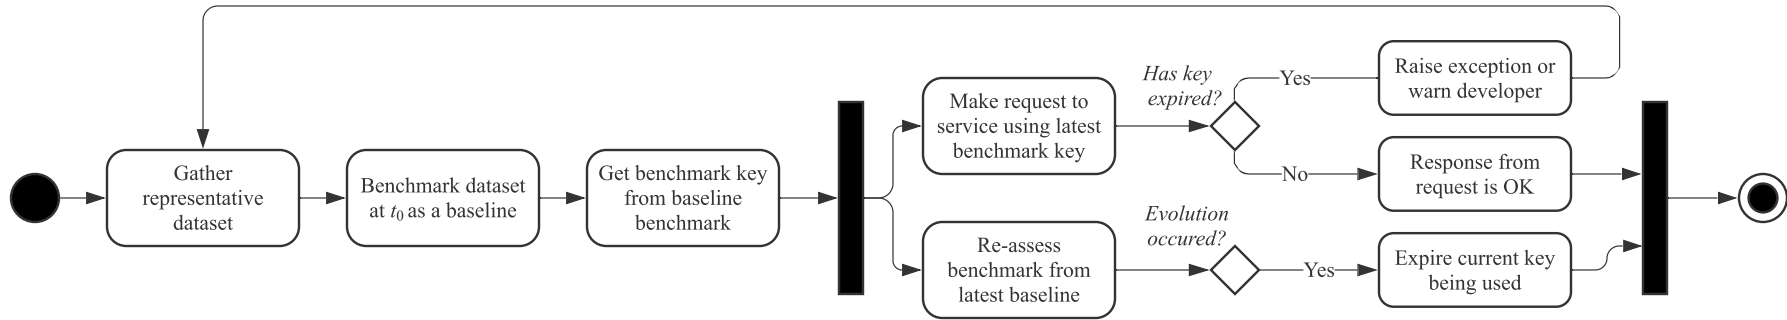 Gather
representative
dataset
Benchmark dataset
at t₀ as a baseline
Get benchmark key
from baseline
benchmark
Make request to
service using latest
benchmark key
Has key
expired?
Yes
Raise exception or
warn developer
No
Response from
request is OK
Re-assess
benchmark from
latest baseline
Evolution
occured?
Yes
Expire current key
being used